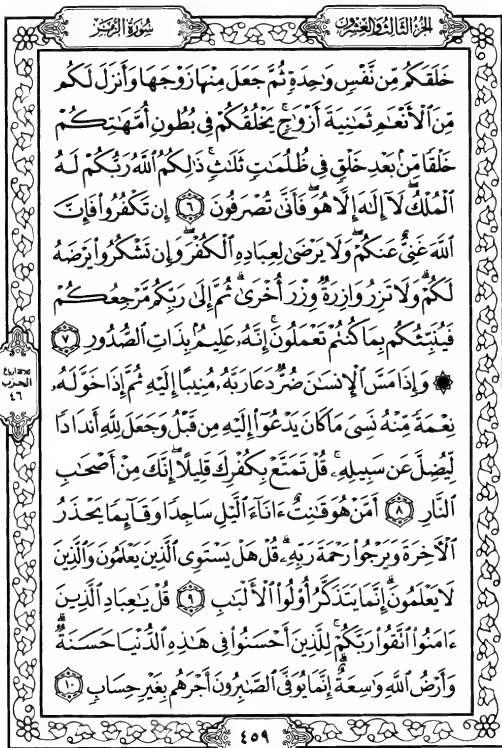 الجزء الثالث والعشرون
سورة الزمر
خَلَقَكُم مِّن نَّفْسٍ وَٰحِدَةٍ ثُمَّ جَعَلَ مِنْهَا زَوْجَهَا وَأَنزَلَ لَكُم
مِّنَ ٱلْأَنْعَٰمِ ثَمَٰنِيَةَ أَزْوَٰجٍ ۚ يَخْلُقُكُمْ فِى بُطُونِ أُمَّهَٰتِكُمْ
خَلْقًا مِّنۢ بَعْدِ خَلْقٍ فِى ظُلُمَٰتٍ ثَلَٰثٍ ۚ ذَٰلِكُمُ ٱللَّهُ رَبُّكُمْ لَهُ
ٱلْمُلْكُ ۖ لَآ إِلَٰهَ إِلَّا هُوَ ۖ فَأَنَّىٰ تُصْرَفُونَ ٦ إِن تَكْفُرُوا۟ فَإِنَّ
ٱللَّهَ غَنِىٌّ عَنكُمْ ۖ وَلَا يَرْضَىٰ لِعِبَادِهِ ٱلْكُفْرَ ۖ وَإِن تَشْكُرُوا۟ يَرْضَهُ
لَكُمْ ۗ وَلَا تَزِرُ وَازِرَةٌ وِزْرَ أُخْرَىٰ ۗ ثُمَّ إِلَىٰ رَبِّكُم مَّرْجِعُكُمْ
فَيُنَبِّئُكُم بِمَا كُنتُمْ تَعْمَلُونَ ۚ إِنَّهُۥ عَلِيمٌۢ بِذَاتِ ٱلصُّدُورِ ٧
۞ وَإِذَا مَسَّ ٱلْإِنسَٰنَ ضُرٌّ دَعَا رَبَّهُۥ مُنِيبًا إِلَيْهِ ثُمَّ إِذَا خَوَّلَهُۥ
نِعْمَةً مِّنْهُ نَسِىَ مَا كَانَ يَدْعُوٓا۟ إِلَيْهِ مِن قَبْلُ وَجَعَلَ لِلَّهِ أَندَادًا
لِّيُضِلَّ عَن سَبِيلِهِۦ ۚ قُلْ تَمَتَّعْ بِكُفْرِكَ قَلِيلًا ۖ إِنَّكَ مِنْ أَصْحَٰبِ
ٱلنَّارِ ٨ أَمَّنْ هُوَ قَٰنِتٌ ءَانَآءَ ٱلَّيْلِ سَاجِدًا وَقَآئِمًا يَحْذَرُ
ٱلْءَاخِرَةَ وَيَرْجُوا۟ رَحْمَةَ رَبِّهِۦ ۗ قُلْ هَلْ يَسْتَوِى ٱلَّذِينَ يَعْلَمُونَ وَٱلَّذِينَ
لَا يَعْلَمُونَ ۗ إِنَّمَا يَتَذَكَّرُ أُو۟لُوا۟ ٱلْأَلْبَٰبِ ٩ قُلْ يَٰعِبَادِ ٱلَّذِينَ
ءَامَنُوا۟ ٱتَّقُوا۟ رَبَّكُمْ ۚ لِلَّذِينَ أَحْسَنُوا۟ فِى هَٰذِهِ ٱلدُّنْيَا حَسَنَةٌ ۗ
وَأَرْضُ ٱللَّهِ وَٰسِعَةٌ ۗ إِنَّمَا يُوَفَّى ٱلصَّٰبِرُونَ أَجْرَهُم بِغَيْرِ حِسَابٍ ١٠
الحزب
٤٦
٤٥٩